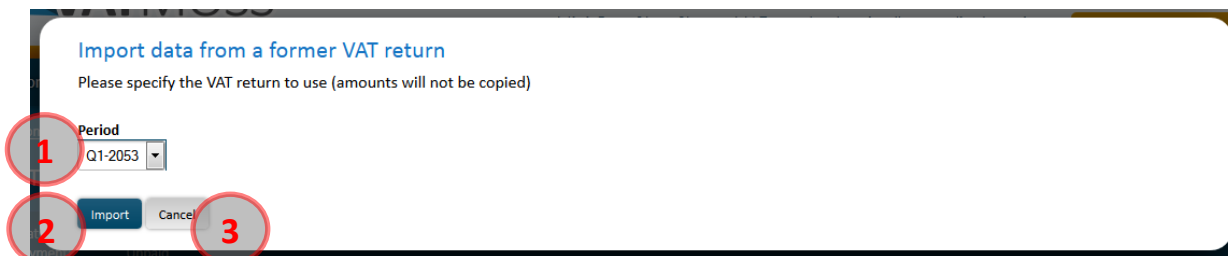 VATMOSS
Import data from a former VAT return
Please specify the VAT return to use (amounts will not be copied)
Period
1
Q1-2053
Import Cancel
2 3